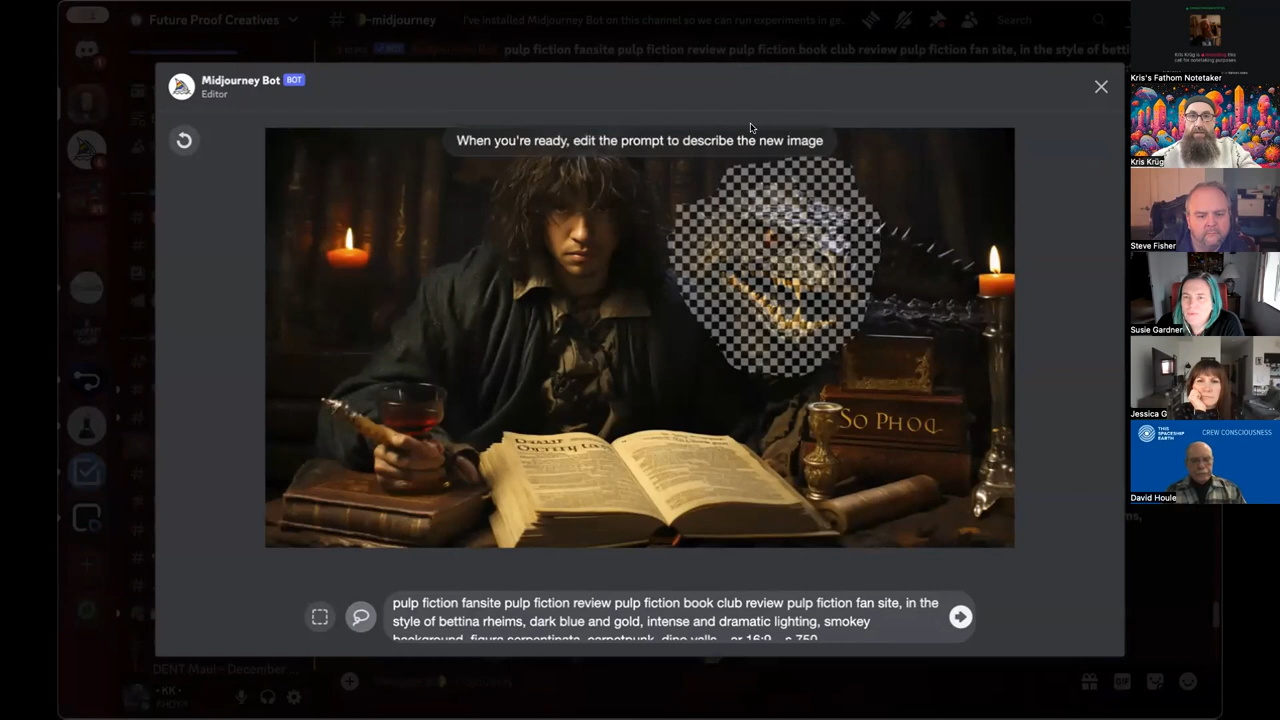 Future Proof Creatives
-midjourney
I've installed Midjourney Bot on this channel so we can run experiments in ge..
Search
pulp fiction fansite pulp fiction review pulp fiction book club review pulp fiction fan site, in the style of betti
Midjourney Bot BOT
Editor
When you're ready, edit the prompt to describe the new image
SO PHOC
pulp fiction fansite pulp fiction review pulp fiction book club review pulp fiction fan site, in the
style of bettina rheims, dark blue and gold, intense and dramatic lighting, smokey
DENT Maui - December ...
• KK •
GIF
Kris's Fathom Notetaker
Kris Krüg
Steve Fisher
Susie Gardner
Jessica G
THIS SPACESHIP EARTH
CREW CONSCIOUSNESS
David Houle